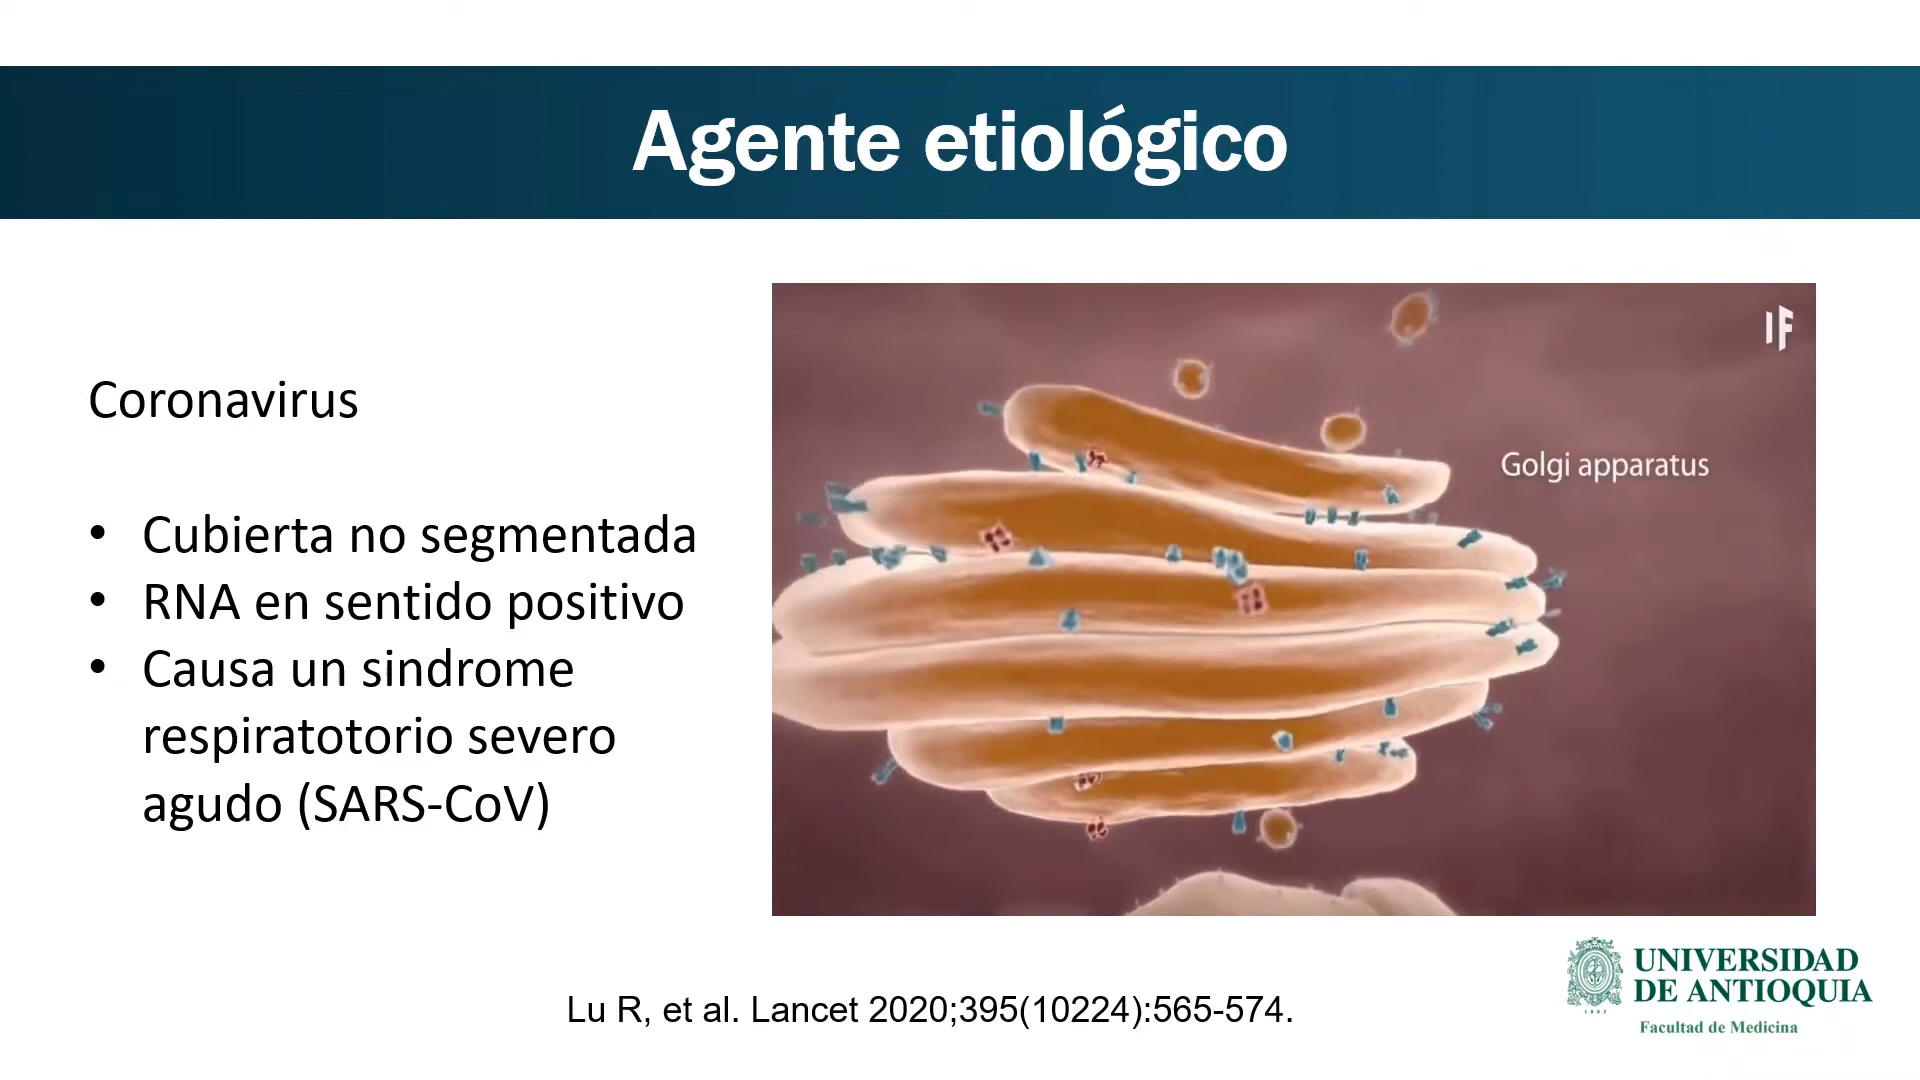 Agente etiológico
Coronavirus
• Cubierta no segmentada
• RNA en sentido positivo
• Causa un sindrome
respiratotorio severo
agudo (SARS-CoV)
IF
Golgi apparatus
Lu R, et al. Lancet 2020;395(10224):565-574.
1803
UNIVERSIDAD
DE ANTIOQUIA
Facultad de Medicina